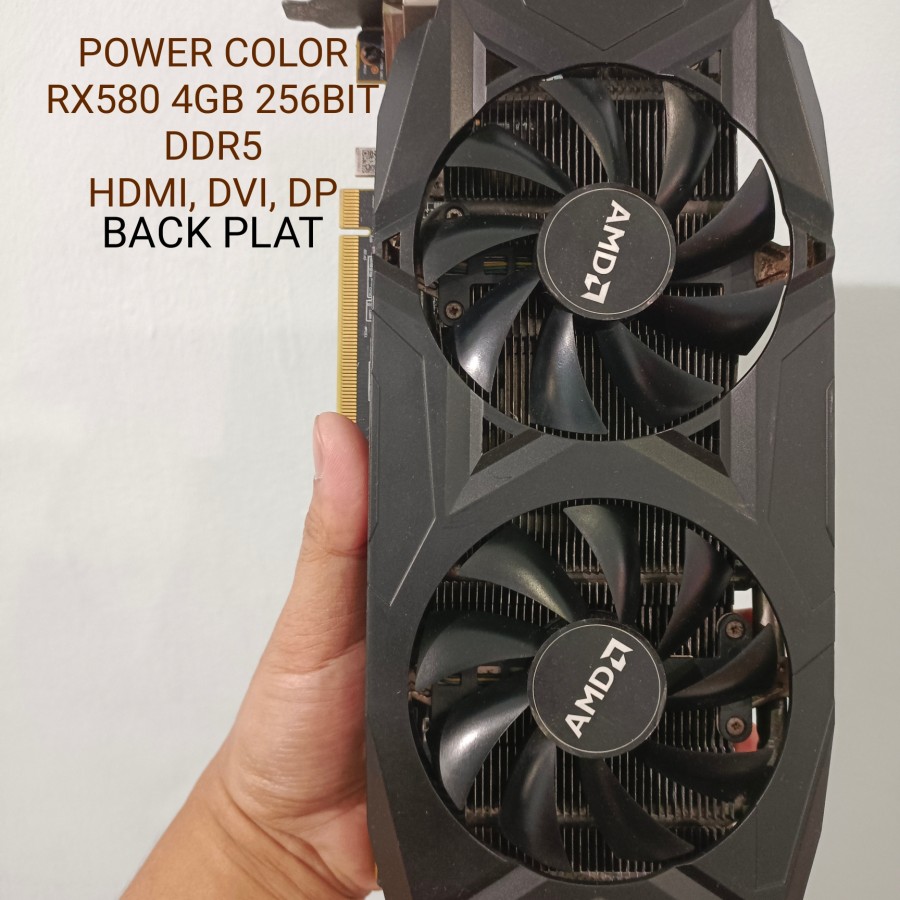 POWER COLOR
RX580 4GB 256BIT
DDR5
HDMI, DVI, DP
BACK PLAT
AMD
AMD